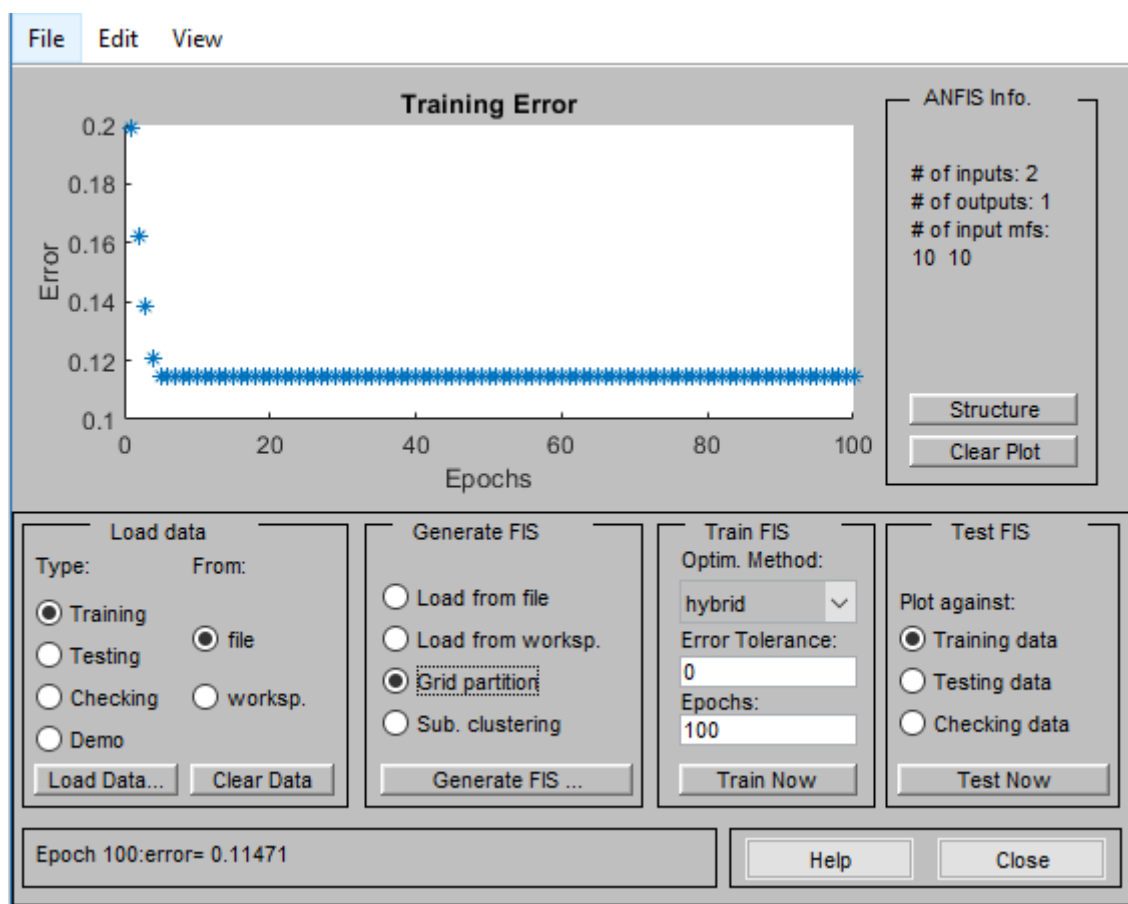 File Edit View
Training Error
0.2
0.18
0.16
0.14
0.12
0.1
Error
0 20 40 60 80 100
Epochs
ANFIS Info.
# of inputs: 2
# of outputs: 1
# of input mfs:
10 10
Structure
Clear Plot
Load data
Type: From:
Training
Testing
Checking
Demo
file
worksp.
Load Data... Clear Data
Generate FIS
Load from file
Load from worksp.
Grid partition
Sub. clustering
Generate FIS ...
Train FIS
Optim. Method:
hybrid
Error Tolerance:
0
Epochs:
100
Train Now
Test FIS
Plot against:
Training data
Testing data
Checking data
Test Now
Epoch 100:error= 0.11471
Help Close